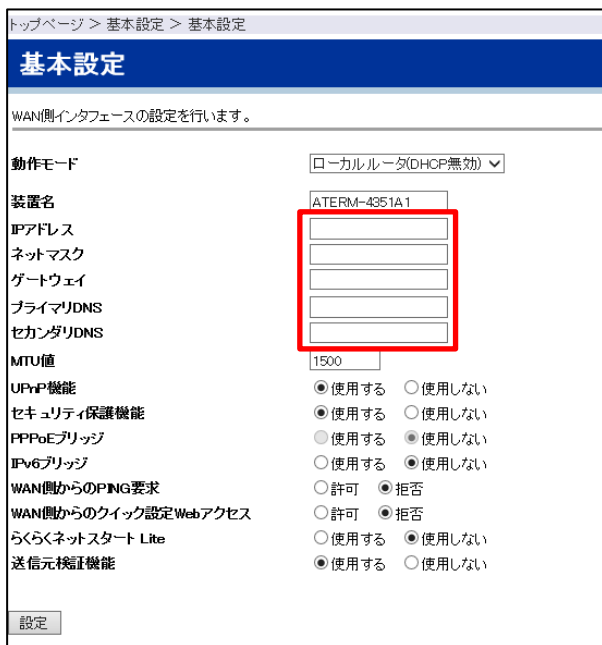 トップページ > 基本設定 > 基本設定
基本設定
WAN側インタフェースの設定を行います。
動作モード ローカルルータ(DHCP無効)
装置名 ATERM-4351A1
IPアドレス
ネットマスク
ゲートウェイ
プライマリDNS
セカンダリDNS
MTU値 1500
UPnP機能 使用する 使用しない
セキュリティ保護機能 使用する 使用しない
PPPoEブリッジ 使用する 使用しない
IPv6ブリッジ 使用する 使用しない
WAN側からのPING要求 許可 拒否
WAN側からのクイック設定Webアクセス 許可 拒否
らくらくネットスタート Lite 使用する 使用しない
送信元検証機能 使用する 使用しない
設定